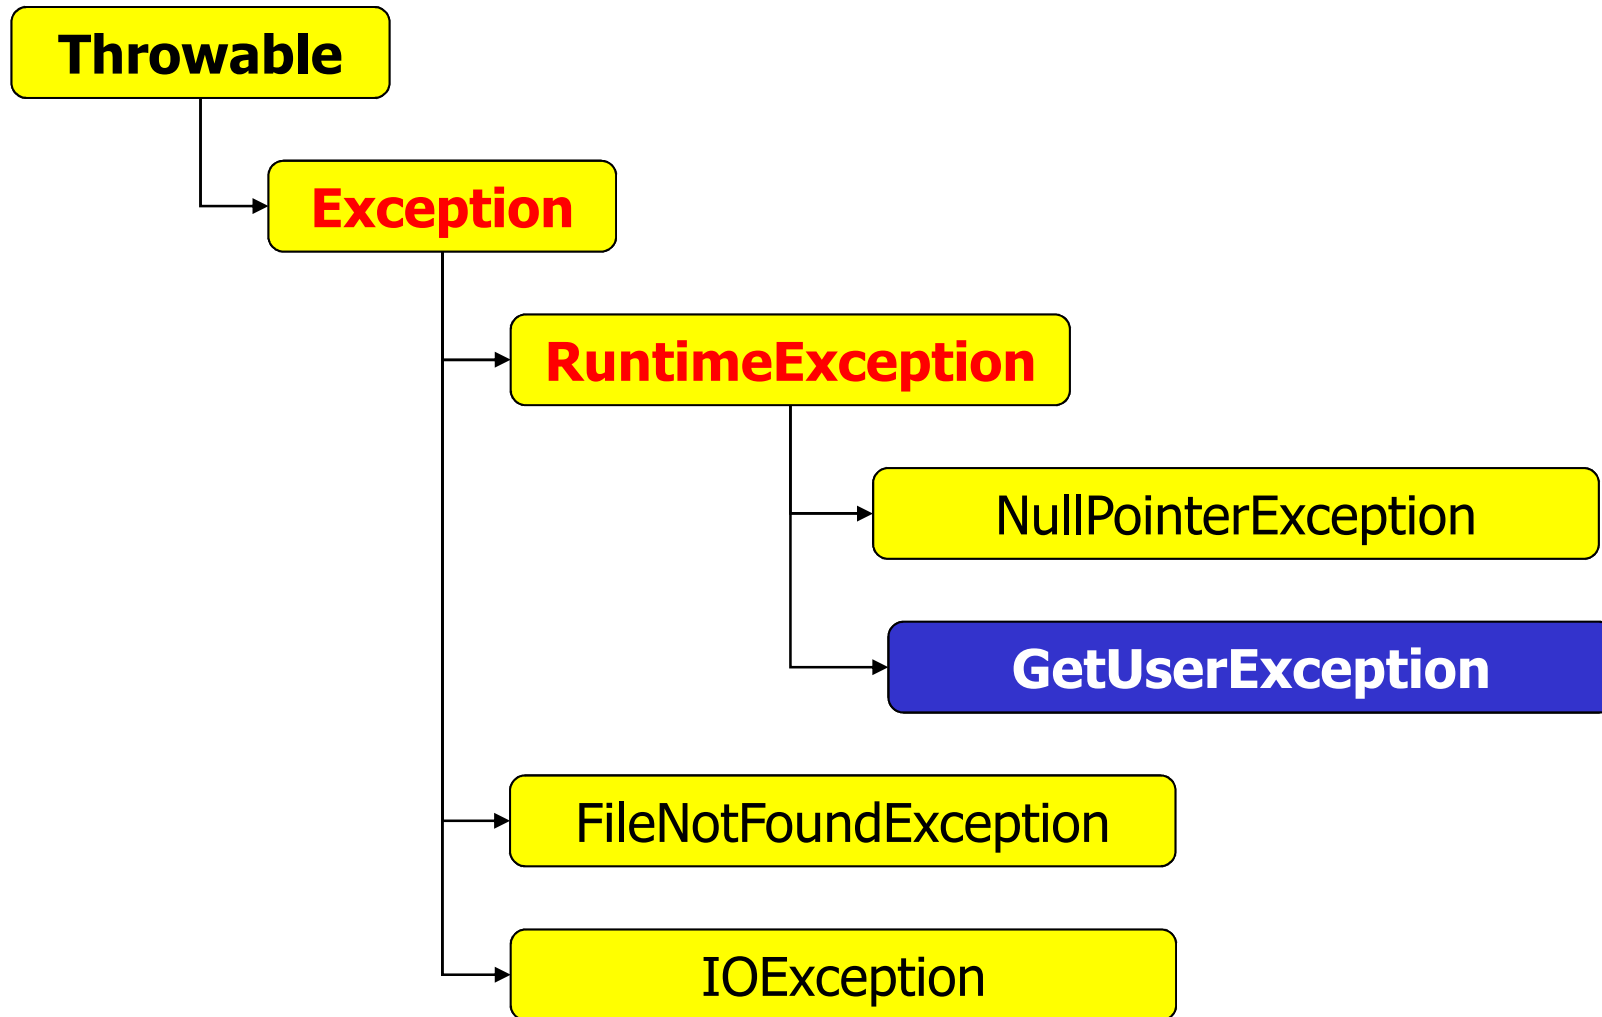 Throwable
Exception
RuntimeException
NullPointerException
GetUserException
FileNotFoundException
IOException